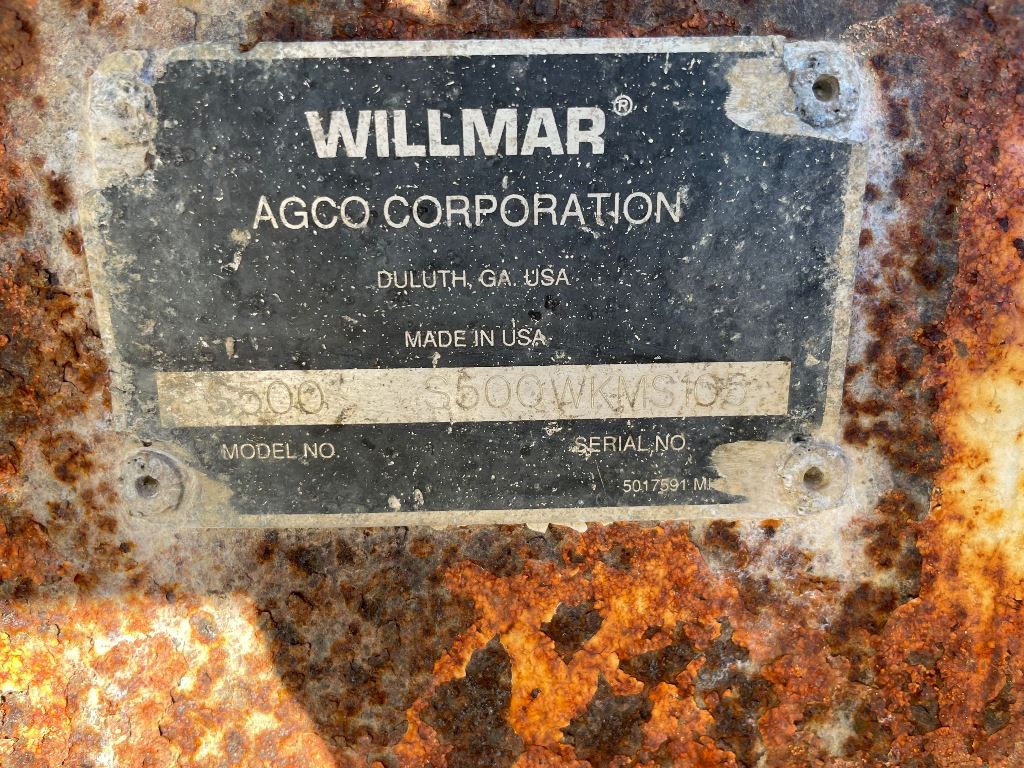 WILLMAR®
AGCO CORPORATION
DULUTH, GA. USA
MADE IN USA
S500 S500WKMS105
MODEL NO. SERIAL NO.
5017591